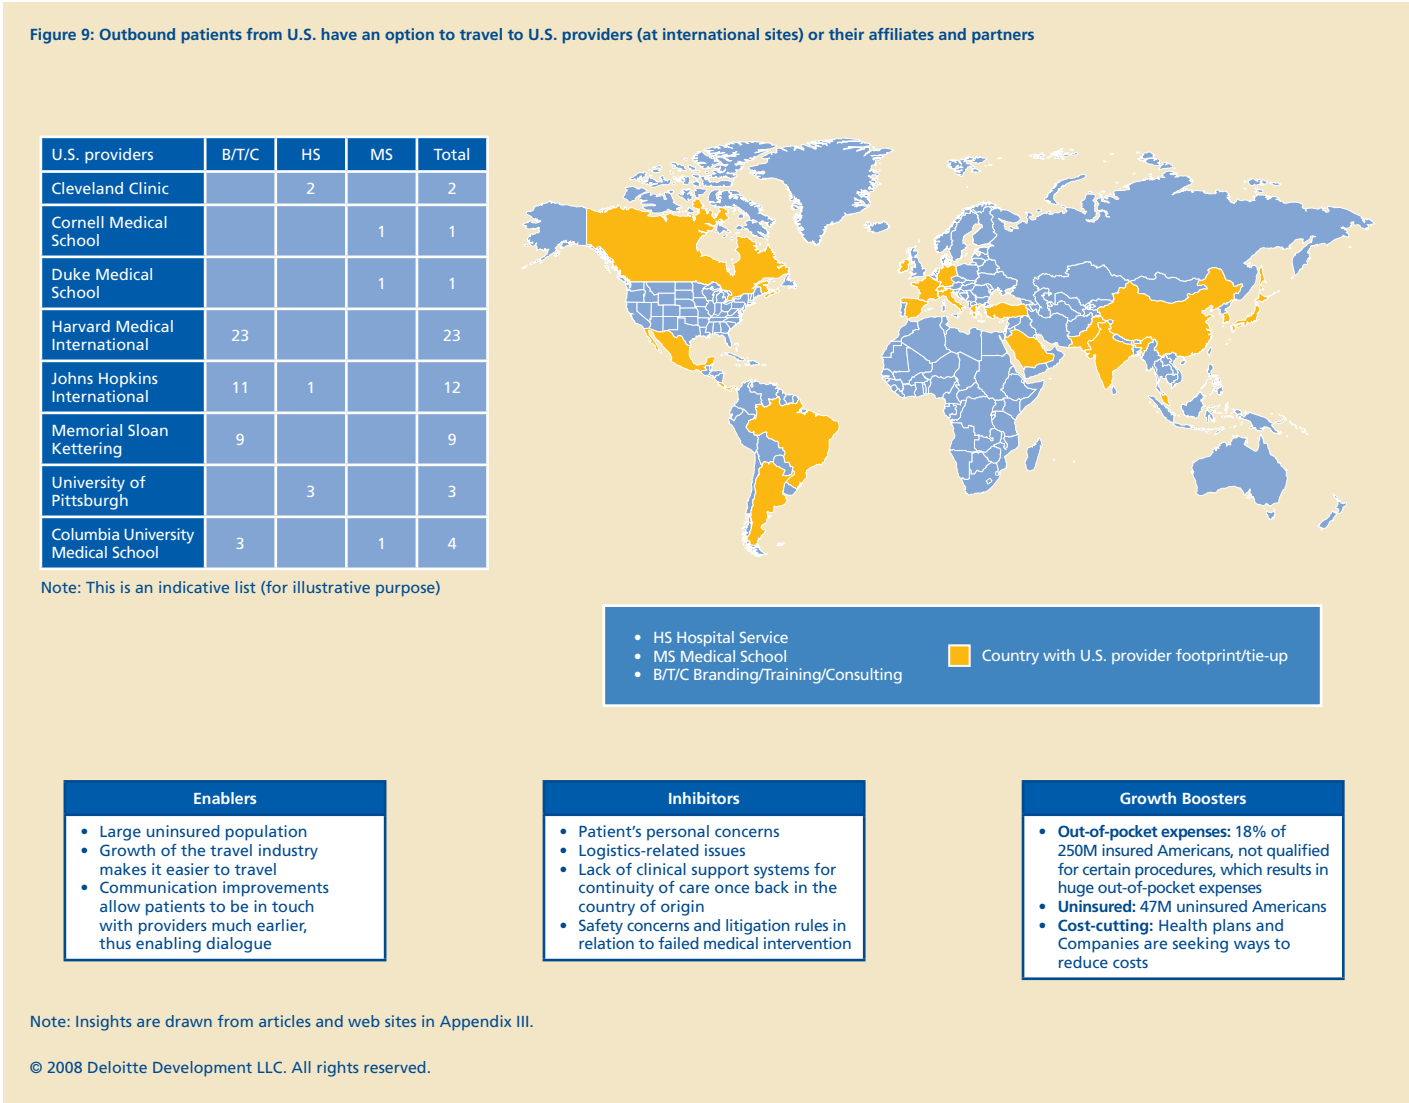 Figure 9: Outbound patients from U.S. have an option to travel to U.S. providers (at international sites) or their affiliates and partners
U.S. providers B/T/C HS MS Total
Cleveland Clinic 2 2
Cornell Medical
School 1 1
Duke Medical
School 1 1
Harvard Medical
International 23 23
Johns Hopkins
International 11 1 12
Memorial Sloan
Kettering 9 9
University of
Pittsburgh 3 3
Columbia University
Medical School 3 1 4
Note: This is an indicative list (for illustrative purpose)
• HS Hospital Service
• MS Medical School
• B/T/C Branding/Training/Consulting
Country with U.S. provider footprint/tie-up
Enablers
• Large uninsured population
• Growth of the travel industry
makes it easier to travel
• Communication improvements
allow patients to be in touch
with providers much earlier,
thus enabling dialogue
Inhibitors
• Patient’s personal concerns
• Logistics-related issues
• Lack of clinical support systems for
continuity of care once back in the
country of origin
• Safety concerns and litigation rules in
relation to failed medical intervention
Growth Boosters
• Out-of-pocket expenses: 18% of
250M insured Americans, not qualified
for certain procedures, which results in
huge out-of-pocket expenses
• Uninsured: 47M uninsured Americans
• Cost-cutting: Health plans and
Companies are seeking ways to
reduce costs
Note: Insights are drawn from articles and web sites in Appendix III.
© 2008 Deloitte Development LLC. All rights reserved.